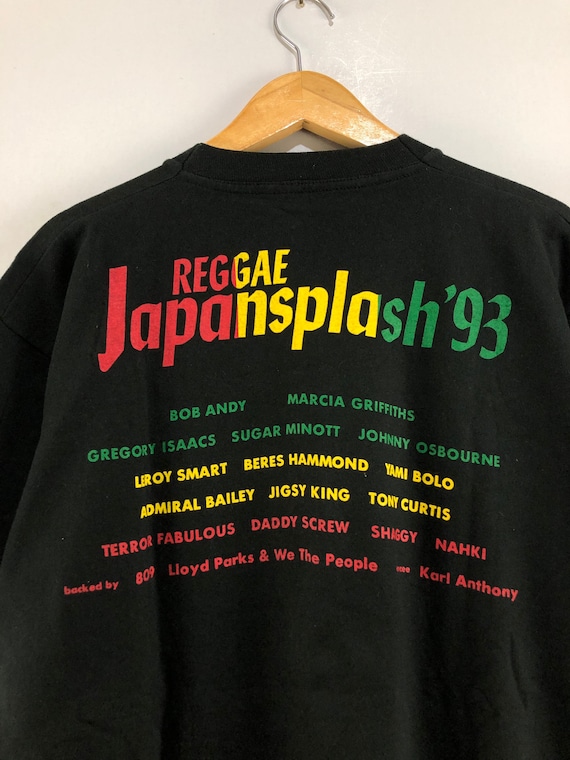 REGGAE
Japansplash'93
BOB ANDY MARCIA GRIFFITHS
GREGORY ISAACS SUGAR MINOTT JOHNNY OSBOURNE
LEROY SMART BERES HAMMOND YAMI BOLO
ADMIRAL BAILEY JIGSY KING TONY CURTIS
TERROR FABULOUS DADDY SCREW SHAGGY NAHKI
backed by 809 Lloyd Parks & We The People Karl Anthony